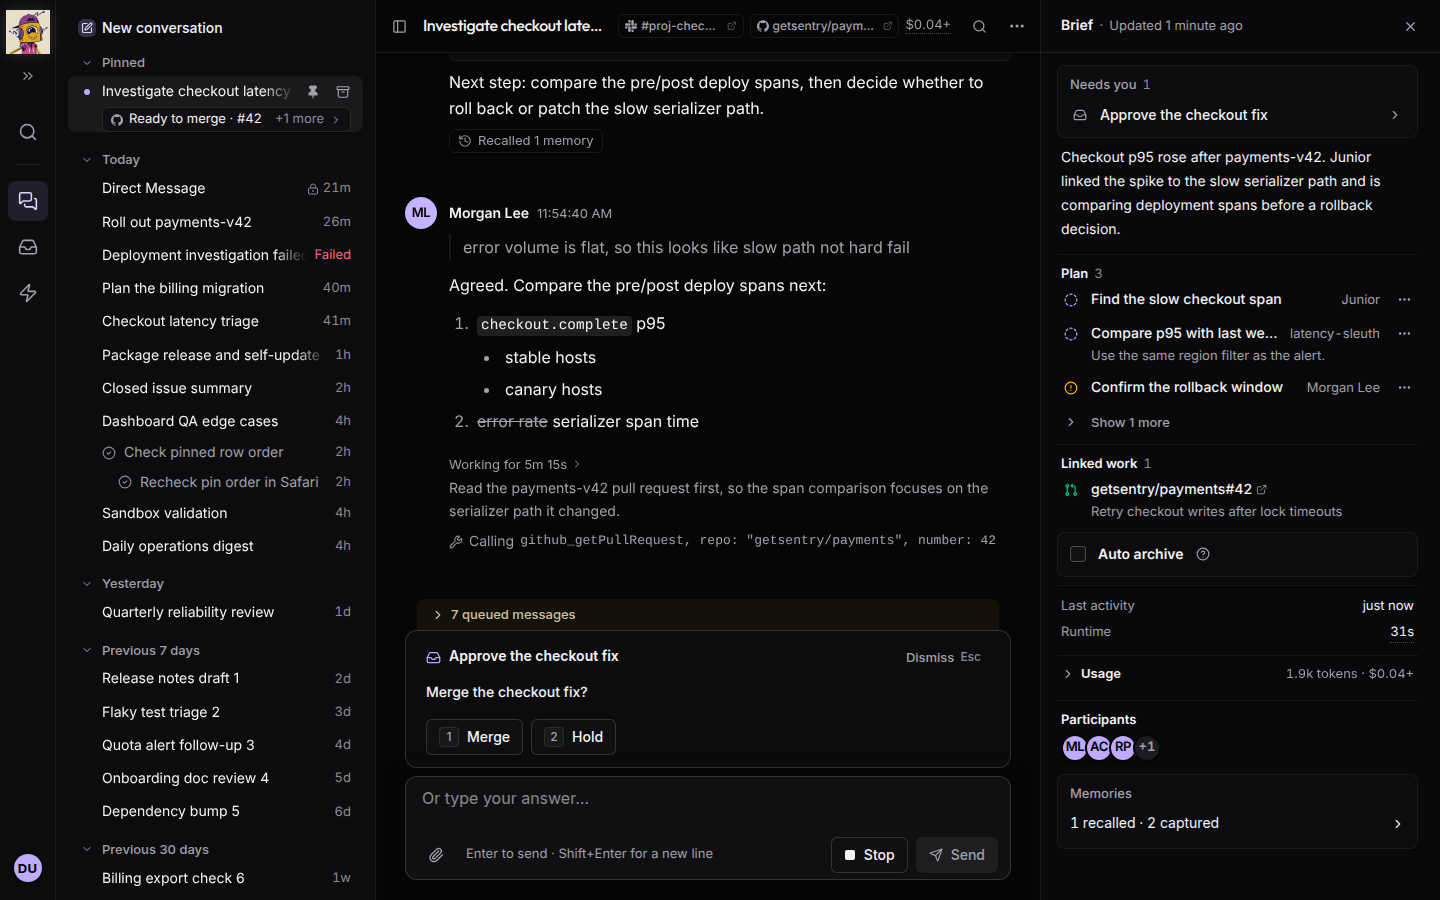 New conversation
Pinned
Investigate checkout latency
Ready to merge · #42 +1 more
Today
Direct Message 21m
Roll out payments-v42 26m
Deployment investigation failed Failed
Plan the billing migration 40m
Checkout latency triage 41m
Package release and self-update 1h
Closed issue summary 2h
Dashboard QA edge cases 4h
Check pinned row order 2h
Recheck pin order in Safari 2h
Sandbox validation 4h
Daily operations digest 4h
Yesterday
Quarterly reliability review 1d
Previous 7 days
Release notes draft 1 2d
Flaky test triage 2 3d
Quota alert follow-up 3 4d
Onboarding doc review 4 5d
Dependency bump 5 6d
Previous 30 days
Billing export check 6 1w
DU
Investigate checkout late... #proj-chec... getsentry/paym... $0.04+
Next step: compare the pre/post deploy spans, then decide whether to
roll back or patch the slow serializer path.
Recalled 1 memory
ML Morgan Lee 11:54:40 AM
error volume is flat, so this looks like slow path not hard fail
Agreed. Compare the pre/post deploy spans next:
1. checkout.complete p95
• stable hosts
• canary hosts
2. error rate serializer span time
Working for 5m 15s
Read the payments-v42 pull request first, so the span comparison focuses on the
serializer path it changed.
Calling github_getPullRequest, repo: "getsentry/payments", number: 42
7 queued messages
Approve the checkout fix Dismiss Esc
Merge the checkout fix?
1 Merge 2 Hold
Or type your answer...
Enter to send · Shift+Enter for a new line Stop Send
Brief · Updated 1 minute ago
Needs you 1
Approve the checkout fix
Checkout p95 rose after payments-v42. Junior
linked the spike to the slow serializer path and is
comparing deployment spans before a rollback
decision.
Plan 3
Find the slow checkout span Junior
Compare p95 with last we... latency-sleuth
Use the same region filter as the alert.
Confirm the rollback window Morgan Lee
Show 1 more
Linked work 1
getsentry/payments#42
Retry checkout writes after lock timeouts
Auto archive
Last activity just now
Runtime 31s
Usage 1.9k tokens · $0.04+
Participants
ML AC RP +1
Memories
1 recalled · 2 captured